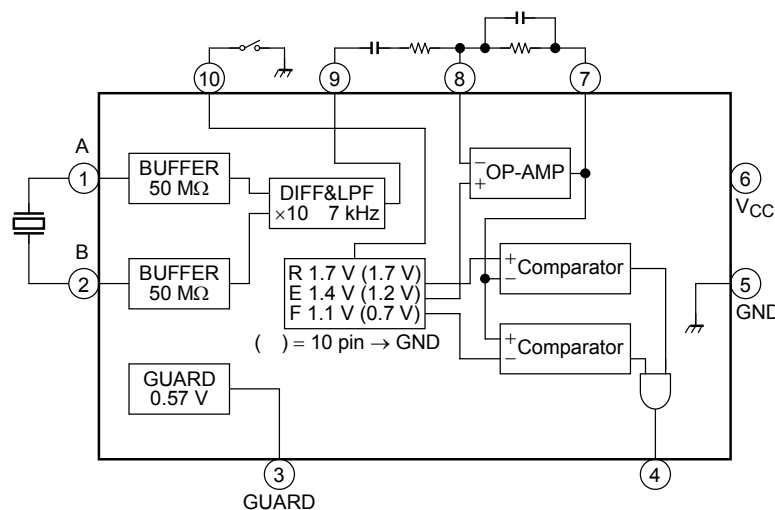 10
9
8
7
A
1
BUFFER
50 MΩ
DIFF&LPF
×10 7 kHz
−
+
OP-AMP
6
VCC
B
2
BUFFER
50 MΩ
R 1.7 V (1.7 V)
E 1.4 V (1.2 V)
F 1.1 V (0.7 V)
( ) = 10 pin → GND
+
−
Comparator
5
GND
+
−
Comparator
GUARD
0.57 V
3
GUARD
4